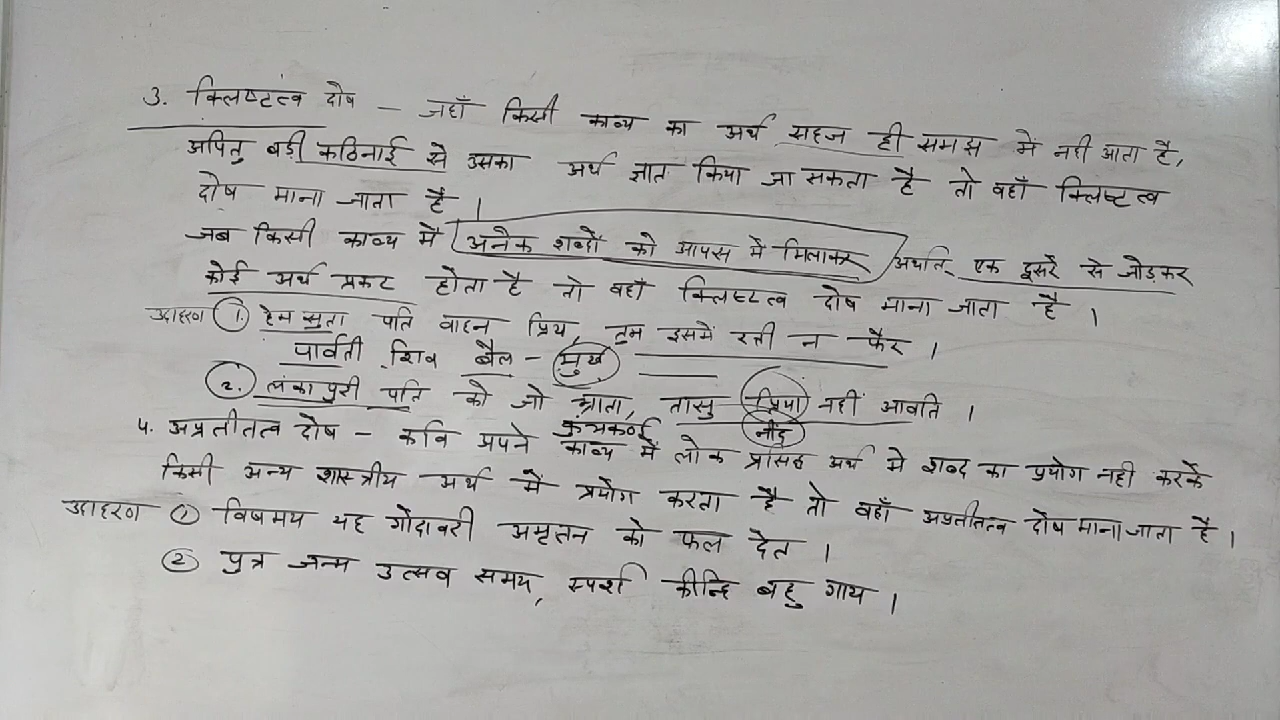 3. क्लिष्टत्व दोष – जहाँ किसी काव्य का अर्थ सहज ही समझ में नहीं आता है,
अपितु बड़ी कठिनाई से उसका अर्थ ज्ञात किया जा सकता है तो वहाँ क्लिष्टत्व
दोष माना जाता है ।
जब किसी काव्य में अनेक शब्दों को आपस में मिलाकर अर्थात् एक दूसरे से जोड़कर
कोई अर्थ प्रकट होता है तो वहाँ क्लिष्टत्व दोष माना जाता है ।
उदाहरण 1. हेम सुता पति वाहन प्रिय, तुम इसमें रत्ती न फैर ।
पार्वती शिव बैल – मुर्ख
2. लंकापुरी पति को जो भ्राता, तासु प्रिया नहीं आवति ।
कुम्भकर्ण नींद
4. अप्रतीतत्व दोष – कवि अपने काव्य में लोक प्रसिद्ध अर्थ में शब्द का प्रयोग नहीं करके
किसी अन्य शास्त्रीय अर्थ में प्रयोग करता है तो वहाँ अप्रतीतत्व दोष माना जाता है ।
उदाहरण 1 विषमय यह गोदावरी अमृतन को फल देत ।
2 पुत्र जन्म उत्सव समय, स्पर्श कीन्हि बहु गाय ।